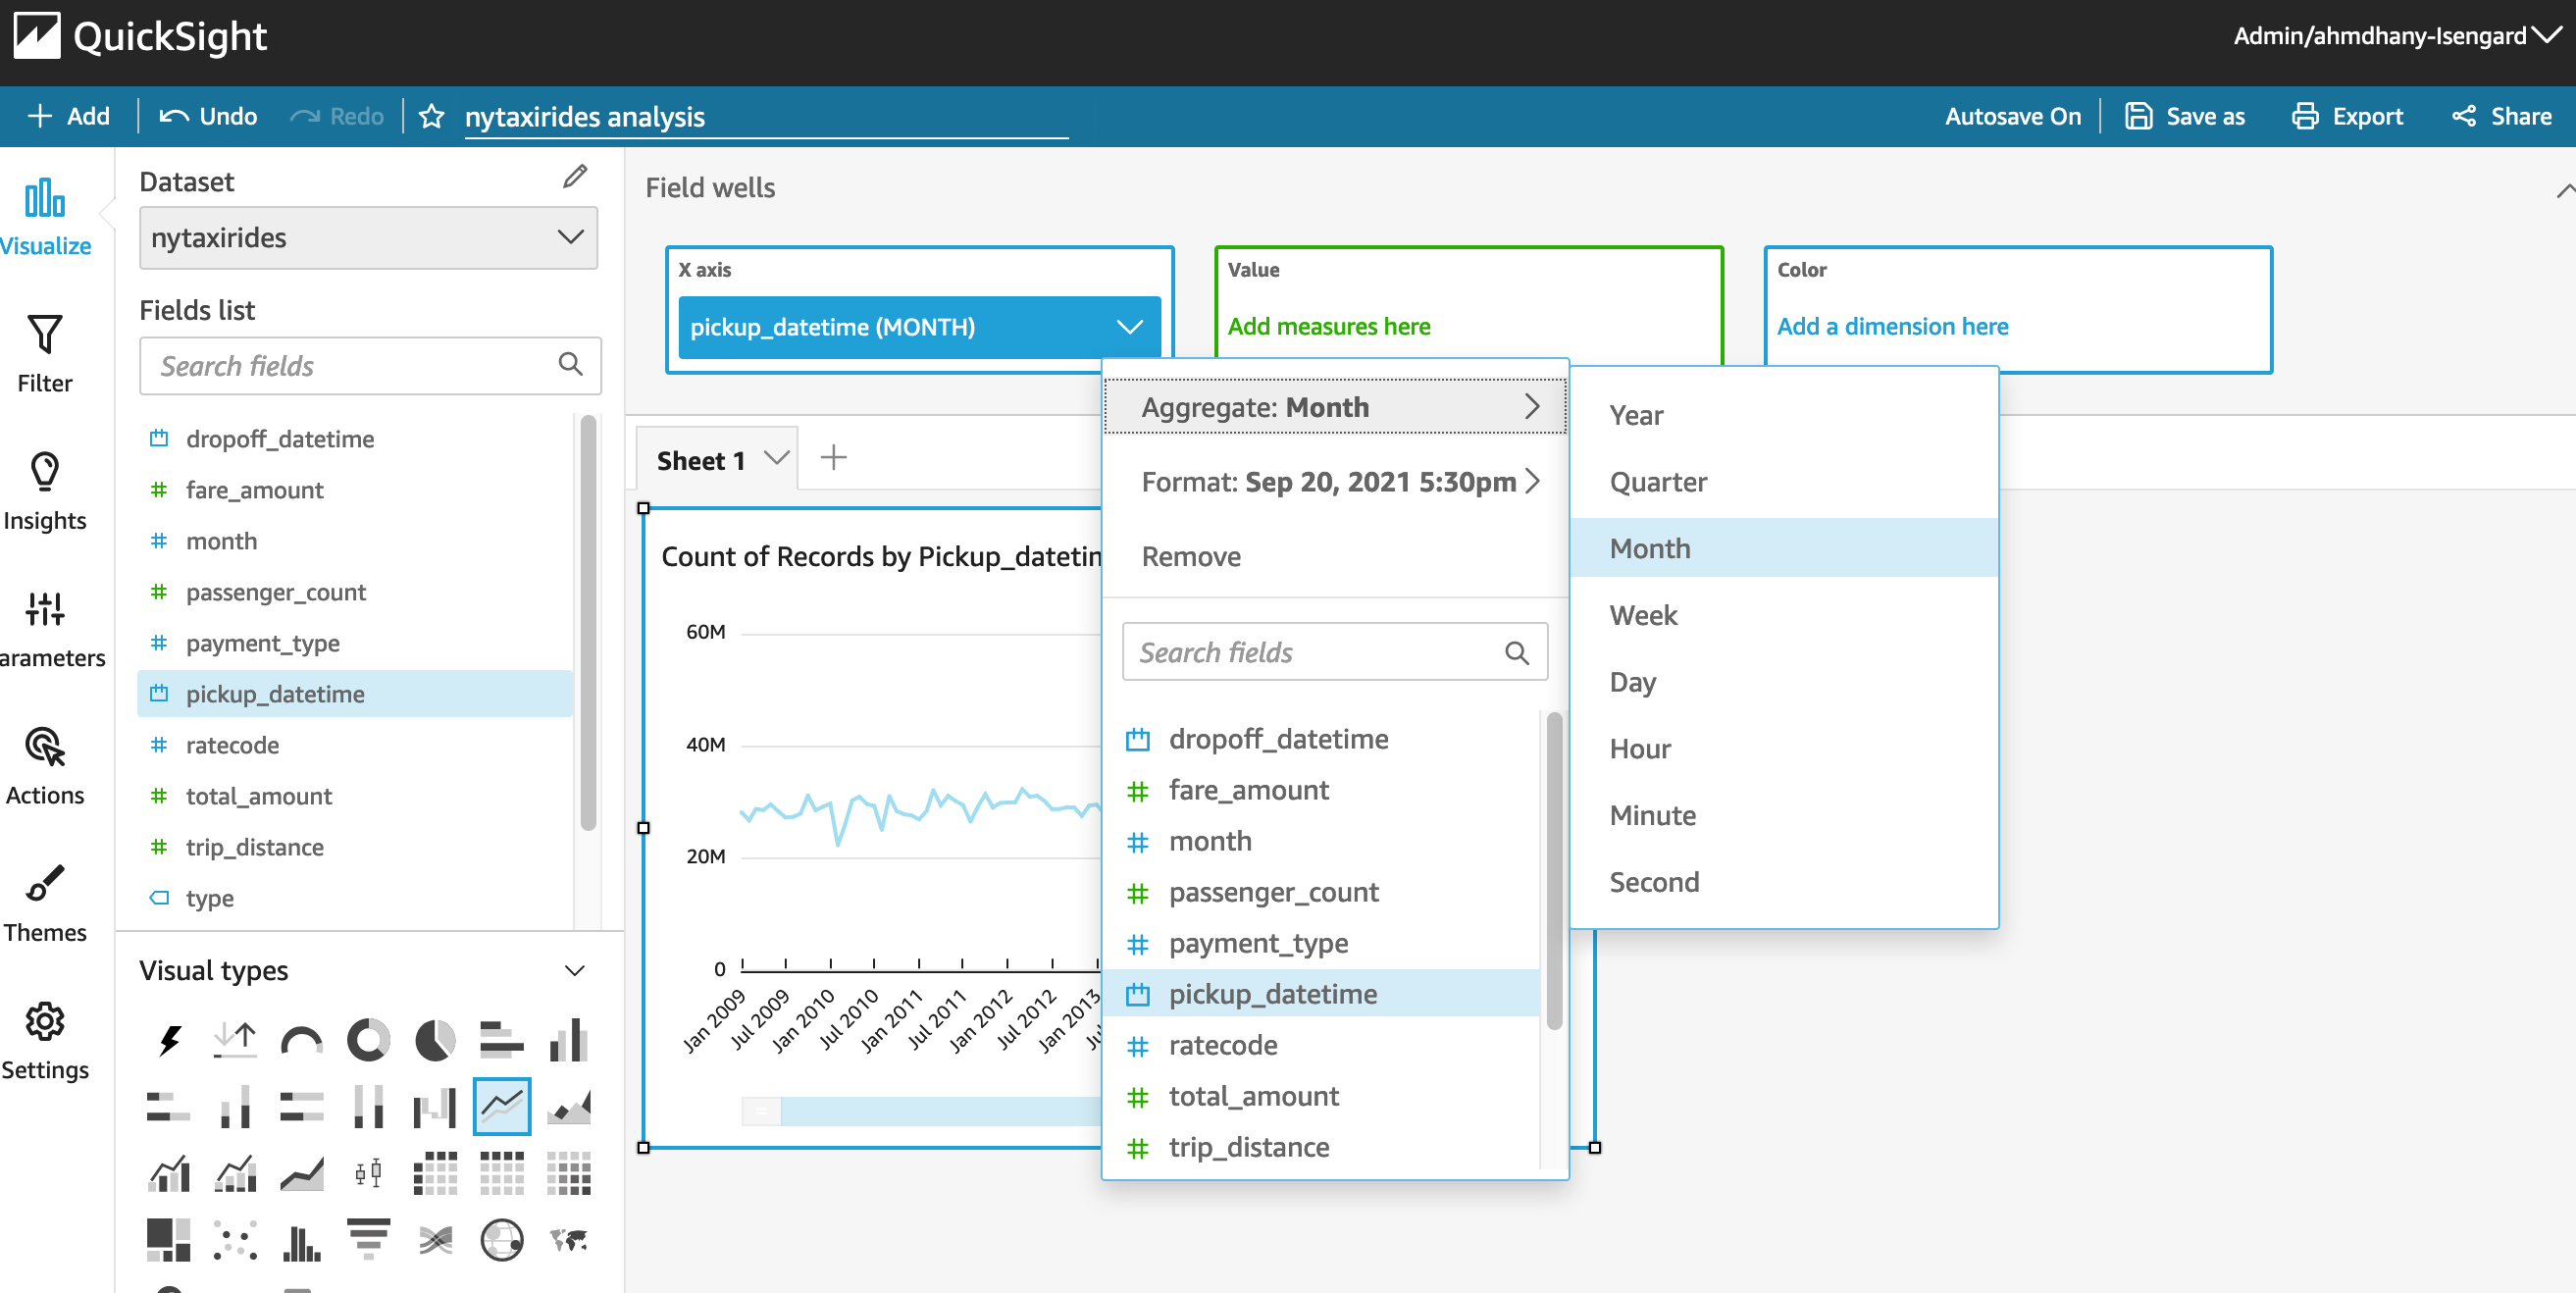 QuickSight
Admin/ahmdhany-Isengard
Add
Undo
Redo
nytaxirides analysis
Autosave On
Save as
Export
Share
Visualize
Filter
Insights
arameters
Actions
Themes
Settings
Dataset
nytaxirides
Fields list
Search fields
dropoff_datetime
fare_amount
month
passenger_count
payment_type
pickup_datetime
ratecode
total_amount
trip_distance
type
Visual types
Field wells
X axis
pickup_datetime (MONTH)
Value
Add measures here
Color
Add a dimension here
Sheet 1
Count of Records by Pickup_datetin
60M
40M
20M
0
Jan 2009
Jul 2009
Jan 2010
Jul 2010
Jan 2011
Jul 2011
Jan 2012
Jul 2012
Jan 2013
Aggregate: Month
Format: Sep 20, 2021 5:30pm
Remove
Search fields
dropoff_datetime
fare_amount
month
passenger_count
payment_type
pickup_datetime
ratecode
total_amount
trip_distance
Year
Quarter
Month
Week
Day
Hour
Minute
Second